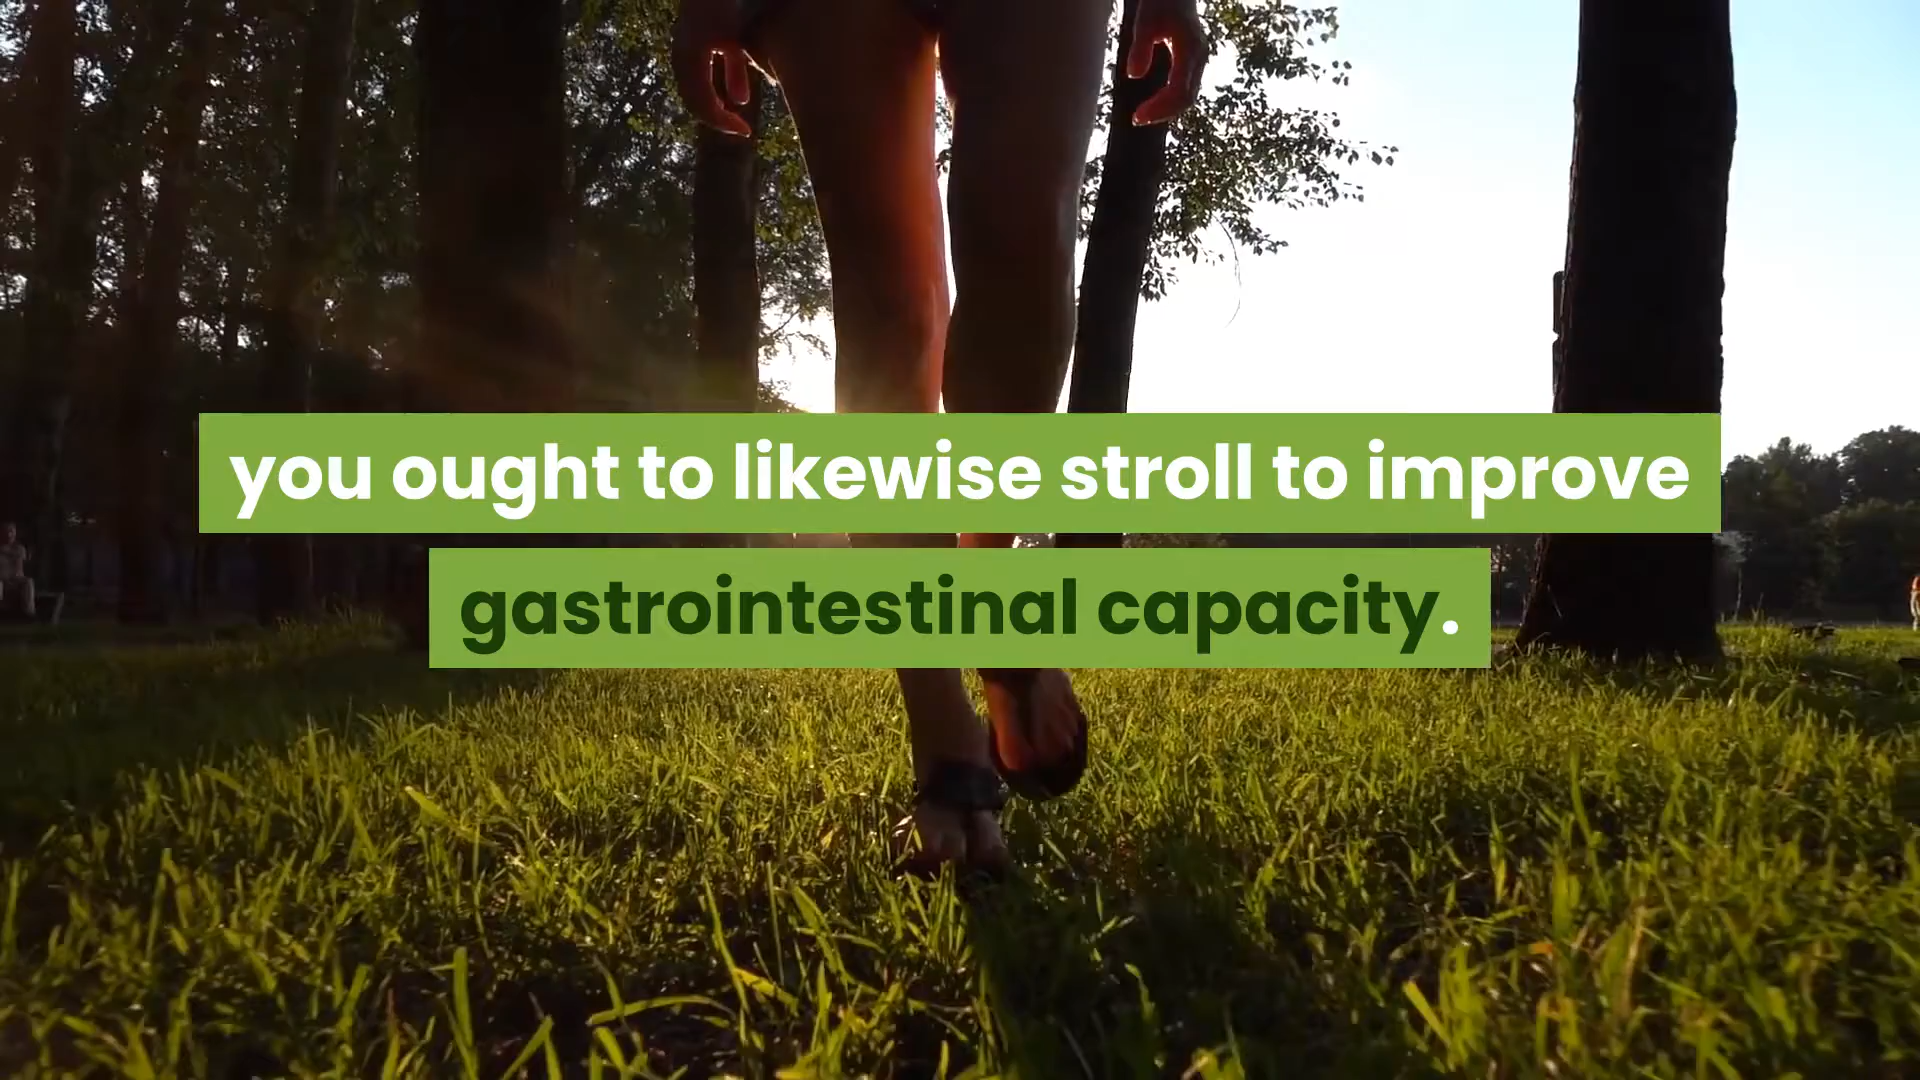 you ought to likewise stroll to improve
gastrointestinal capacity.